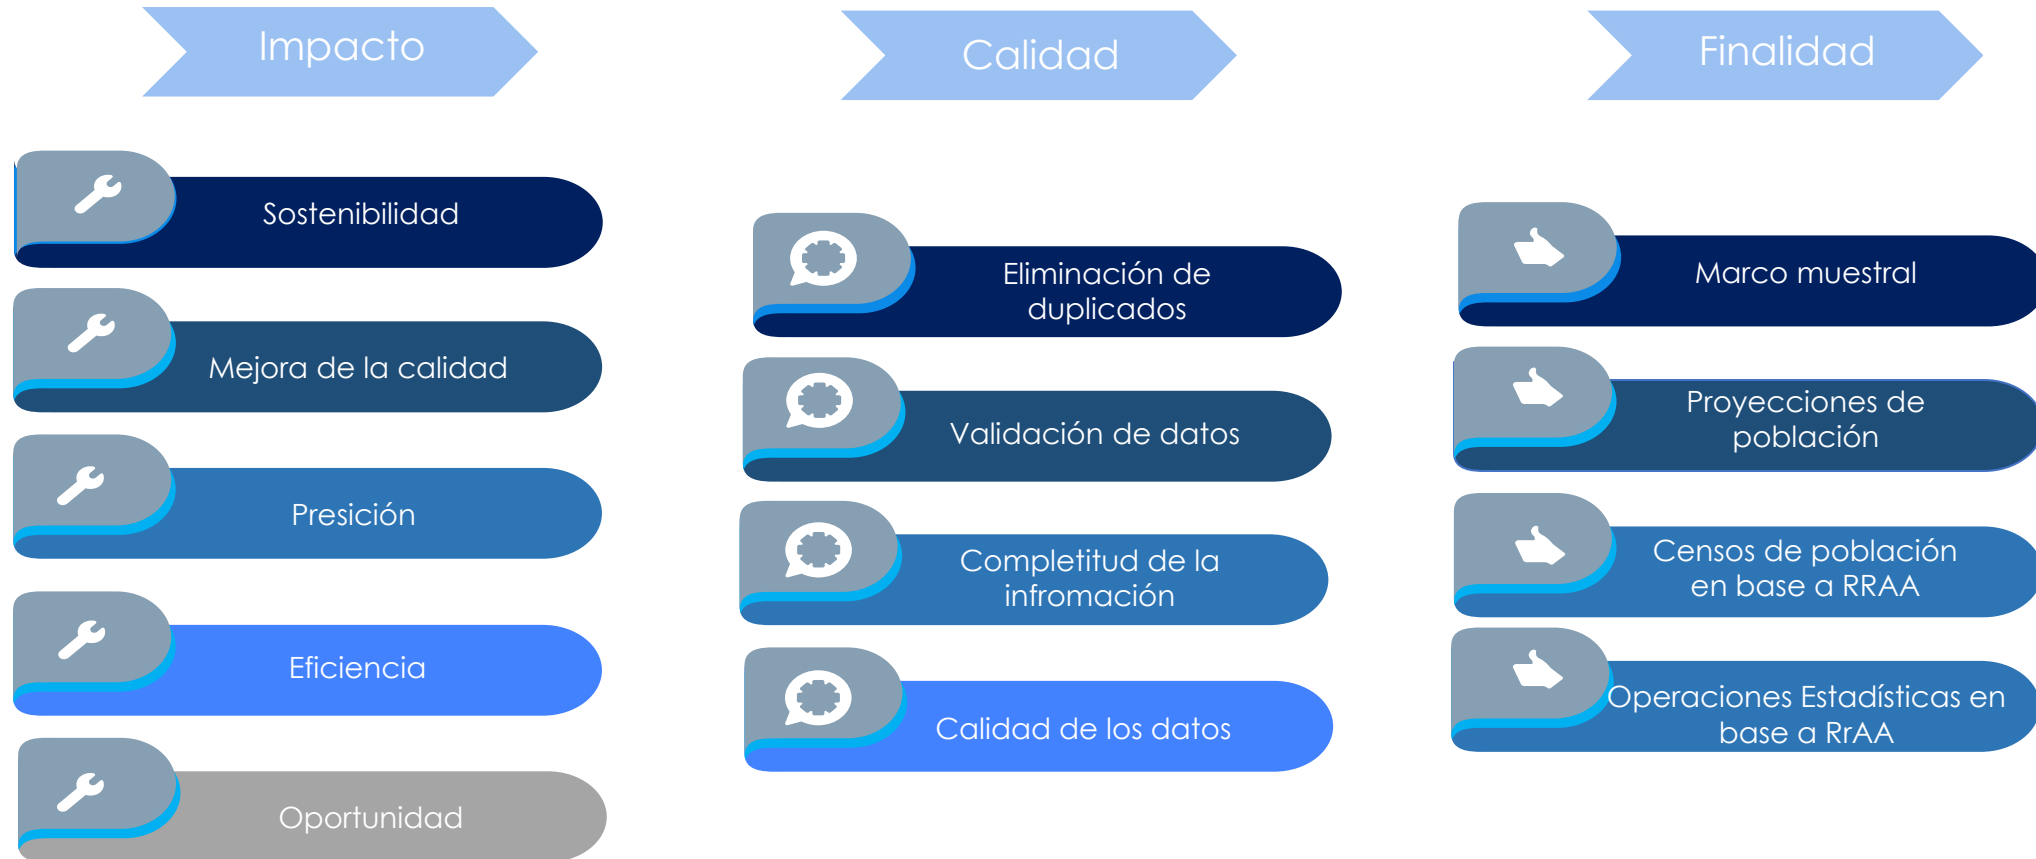 Impacto
Sostenibilidad
Mejora de la calidad
Presición
Eficiencia
Oportunidad
Calidad
Eliminación de
duplicados
Validación de datos
Completitud de la
infromación
Calidad de los datos
Finalidad
Marco muestral
Proyecciones de
población
Censos de población
en base a RRAA
Operaciones Estadísticas en
base a RrAA